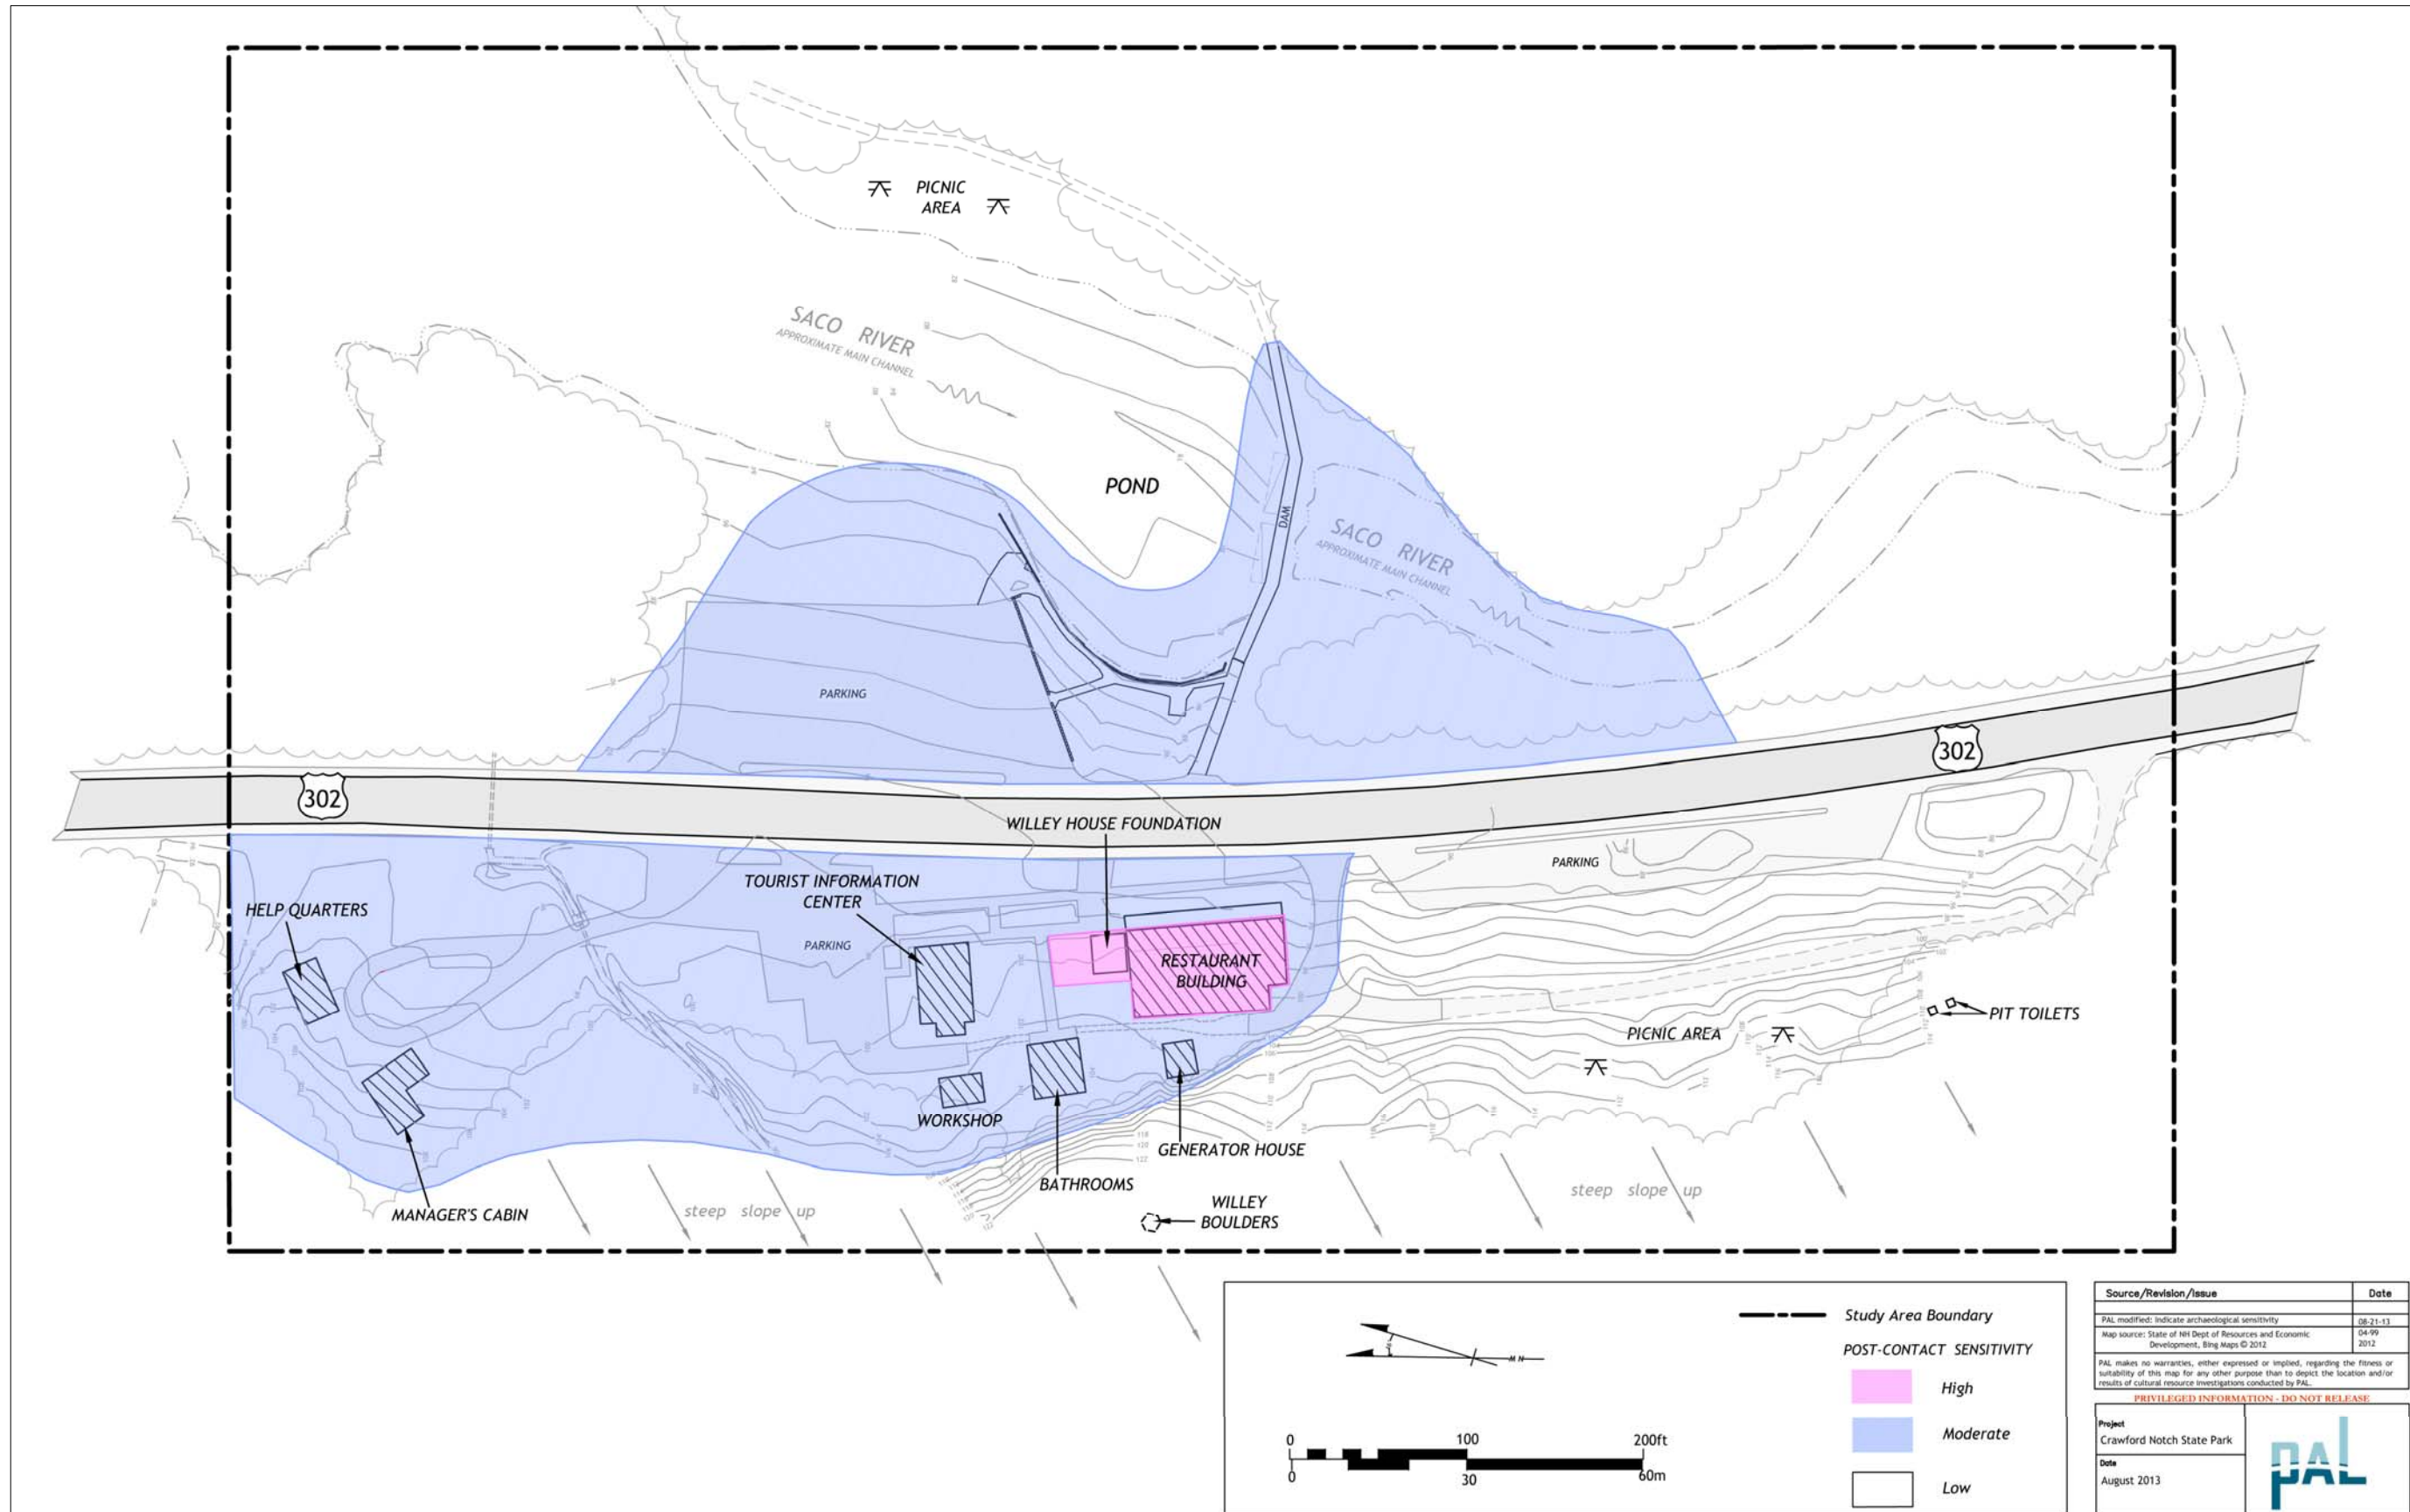 PICNIC
AREA
SACO RIVER
APPROXIMATE MAIN CHANNEL
POND
DAM
SACO RIVER
APPROXIMATE MAIN CHANNEL
PARKING
302
302
WILLEY HOUSE FOUNDATION
PARKING
TOURIST INFORMATION
CENTER
HELP QUARTERS
PARKING
RESTAURANT
BUILDING
PIT TOILETS
PICNIC AREA
WORKSHOP
GENERATOR HOUSE
BATHROOMS
MANAGER'S CABIN
steep slope up
WILLEY
BOULDERS
steep slope up
Study Area Boundary
POST-CONTACT SENSITIVITY
High
Moderate
Low
M N
0 100 200ft
0 30 60m
Source/Revision/Issue Date
PAL modified: Indicate archaeological sensitivity 08-21-13
Map source: State of NH Dept of Resources and Economic 04-99
Development, Bing Maps © 2012 2012
PAL makes no warranties, either expressed or implied, regarding the fitness or
suitability of this map for any other purpose than to depict the location and/or
results of cultural resource investigations conducted by PAL.
PRIVILEGED INFORMATION - DO NOT RELEASE
Project
Crawford Notch State Park
Date
August 2013
PAL